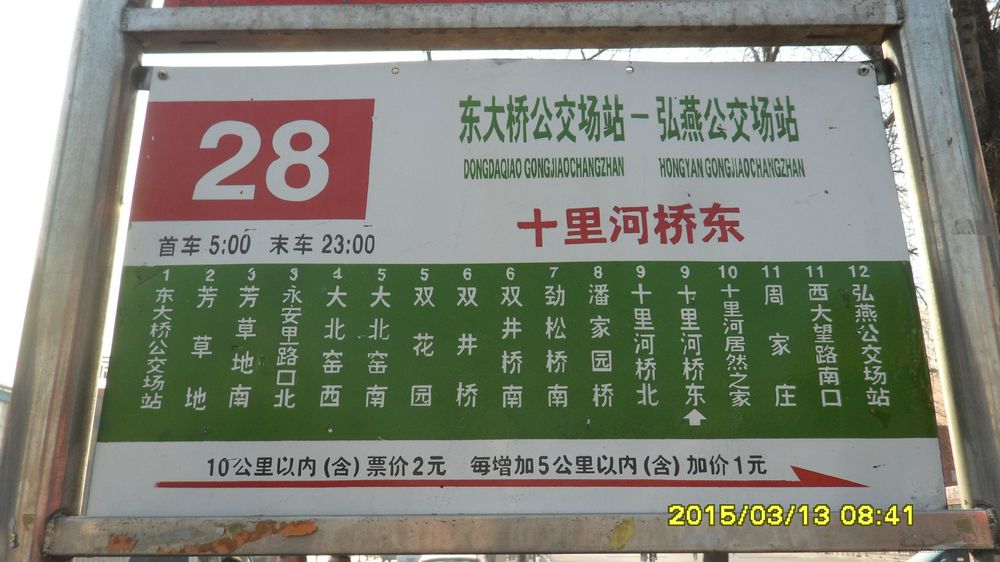 28
东大桥公交场站－弘燕公交场站
DONGDAQIAO GONGJIAOCHANGZHAN HONGYAN GONGJIAOCHANGZHAN
十里河桥东
首车 5:00 末车 23:00
1 东大桥公交场站
2 芳草地
3 芳草地南
3 永安里路口北
4 大北窑西
5 大北窑南
5 双花园
6 双井桥
6 双井桥南
7 劲松桥南
8 潘家园桥
9 十里河桥北
9 十里河桥东
10 十里河居然之家
11 周家庄
11 西大望路南口
12 弘燕公交场站
10公里以内(含)票价2元 每增加5公里以内(含)加价1元
2015/03/13 08:41